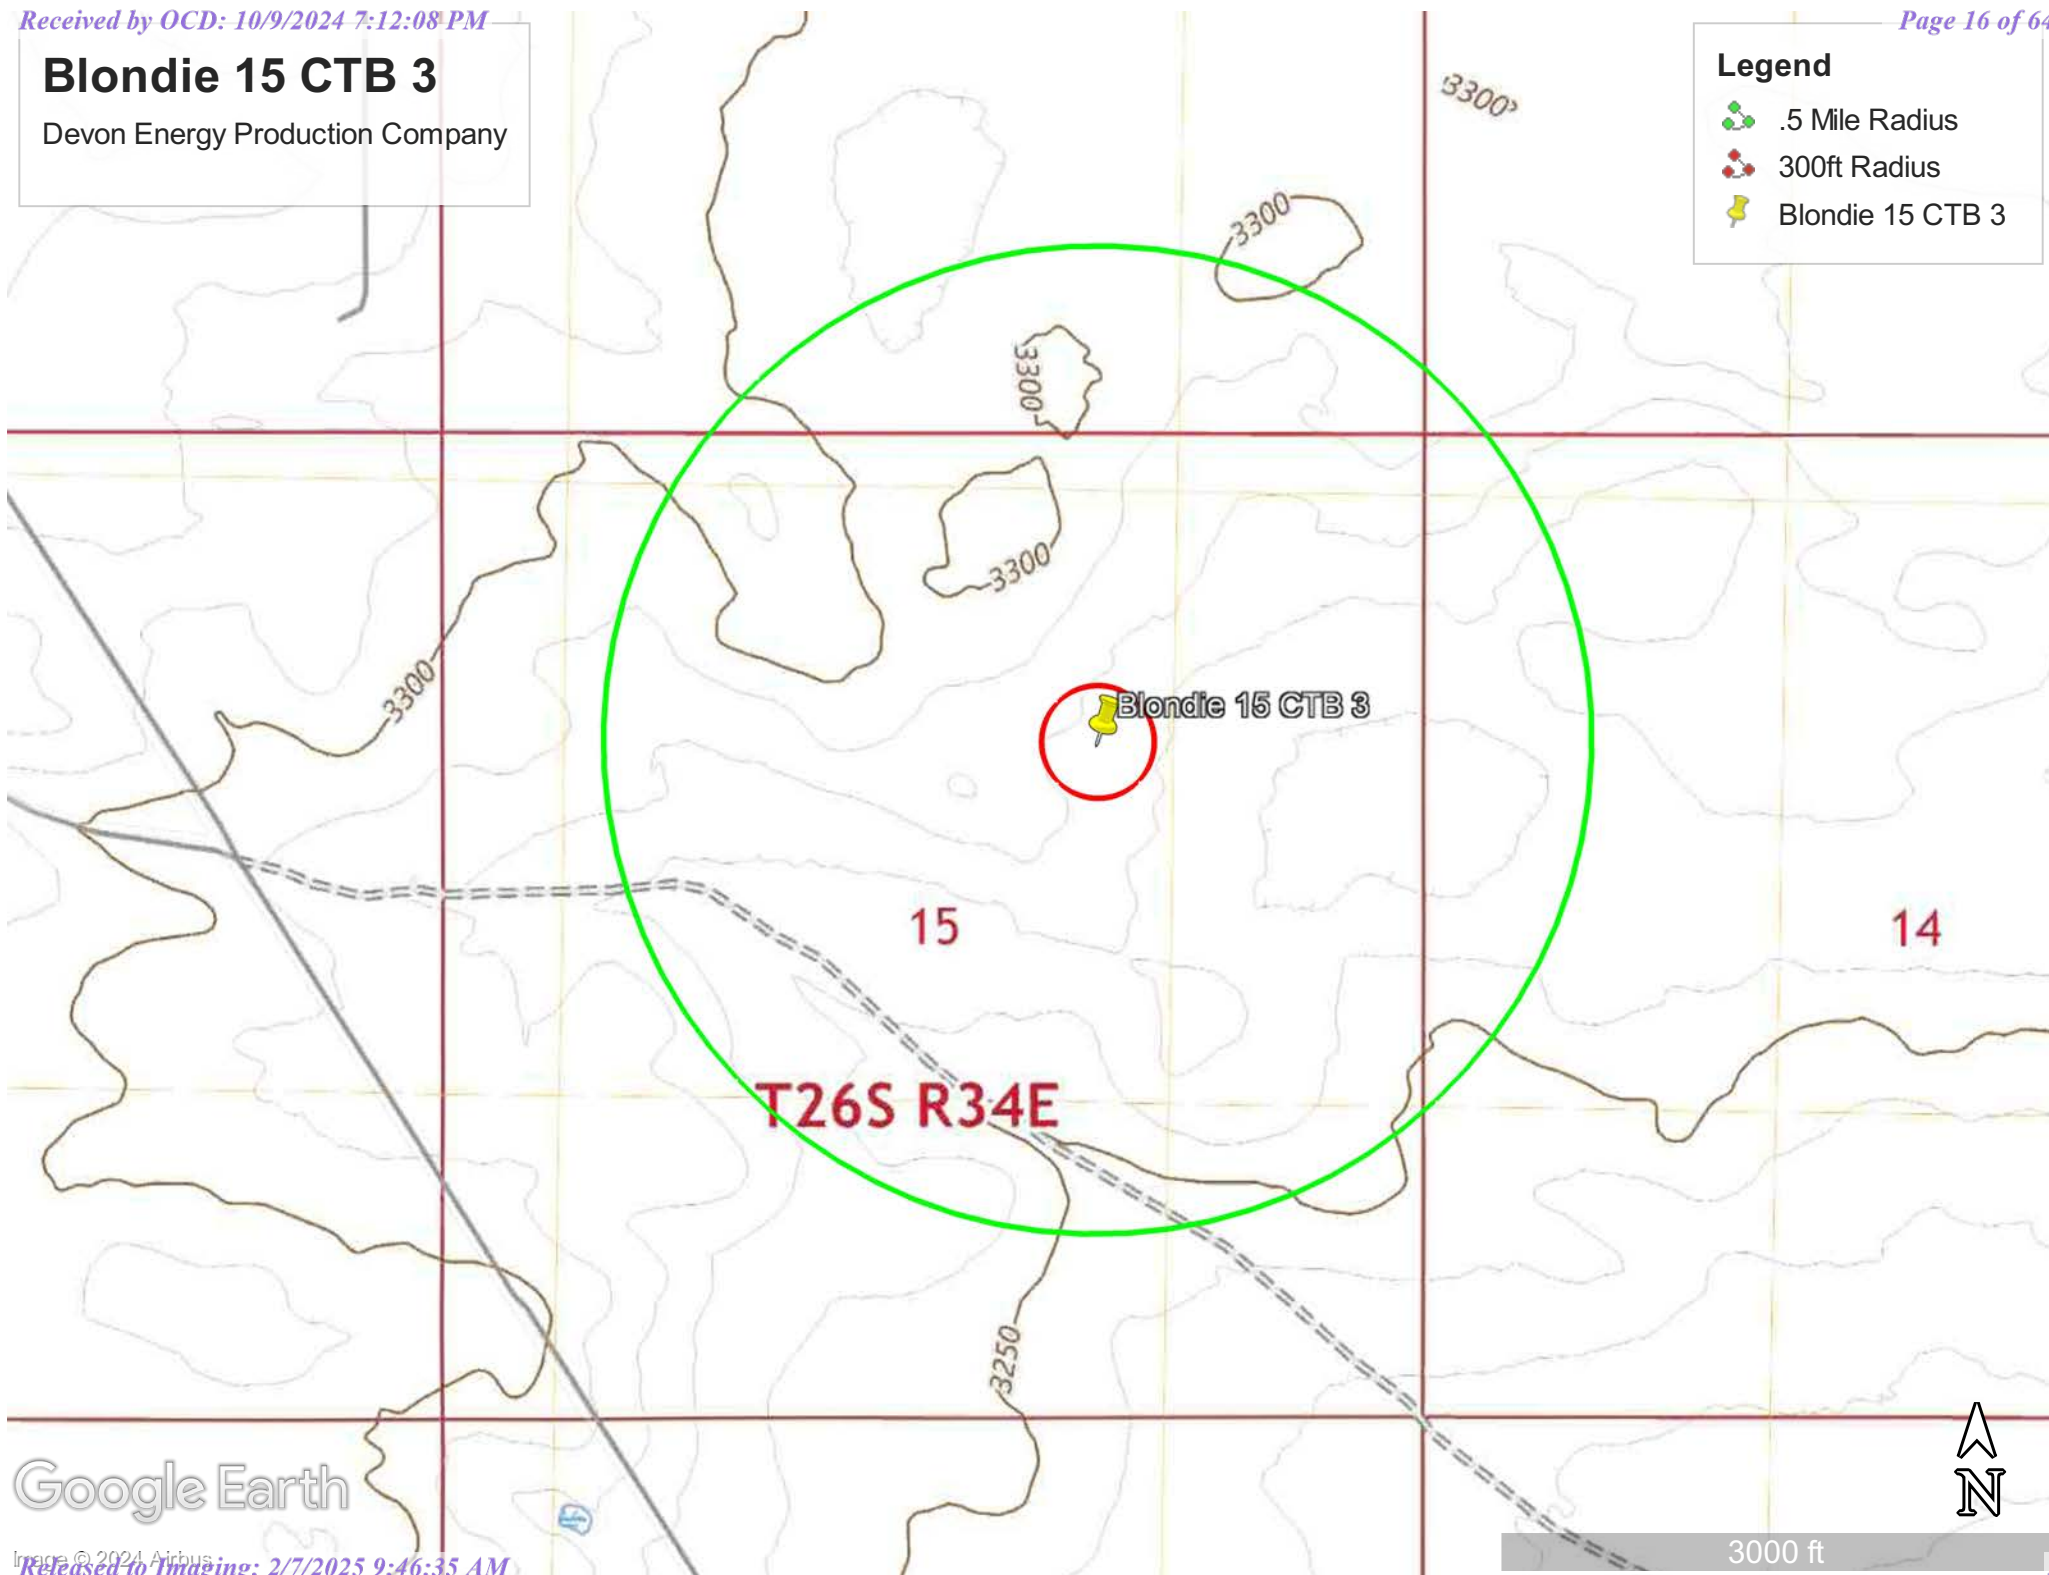 Received by OCD: 10/9/2024 7:12:08 PM
Page 16 of 64
Blondie 15 CTB 3
Devon Energy Production Company
Legend
.5 Mile Radius
300ft Radius
Blondie 15 CTB 3
3300
3300
3300
3300
3300
Blondie 15 CTB 3
15
14
T26S R34E
3250
Google Earth
N
3000 ft
Image © 2024 Airbus
Released to Imaging: 2/7/2025 9:46:35 AM